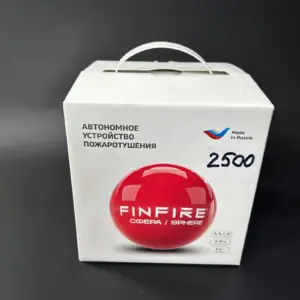 АВТОНОМНОЕ
УСТРОЙСТВО
ПОЖАРОТУШЕНИЯ
Made
in Russia
2500
FINFIRE
СФЕРА / SPHERE